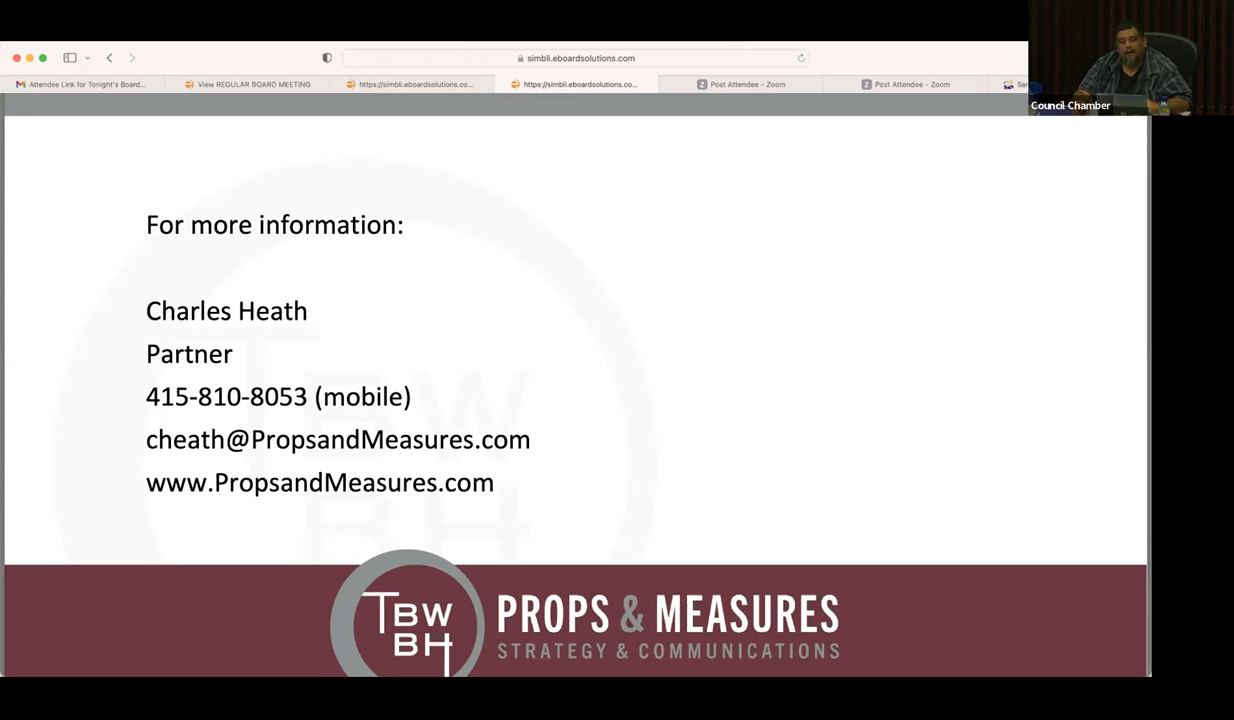 simbli.eboardsolutions.com
Attendee Link for Tonight's Board...
View REGULAR BOARD MEETING
https://simbli.eboardsolutions.co...
https://simbli.eboardsolutions.co...
Post Attendee - Zoom
Post Attendee - Zoom
Council Chamber
For more information:
Charles Heath
Partner
415-810-8053 (mobile)
cheath@PropsandMeasures.com
www.PropsandMeasures.com
TBW
BH
TBW
BH
PROPS & MEASURES
STRATEGY & COMMUNICATIONS